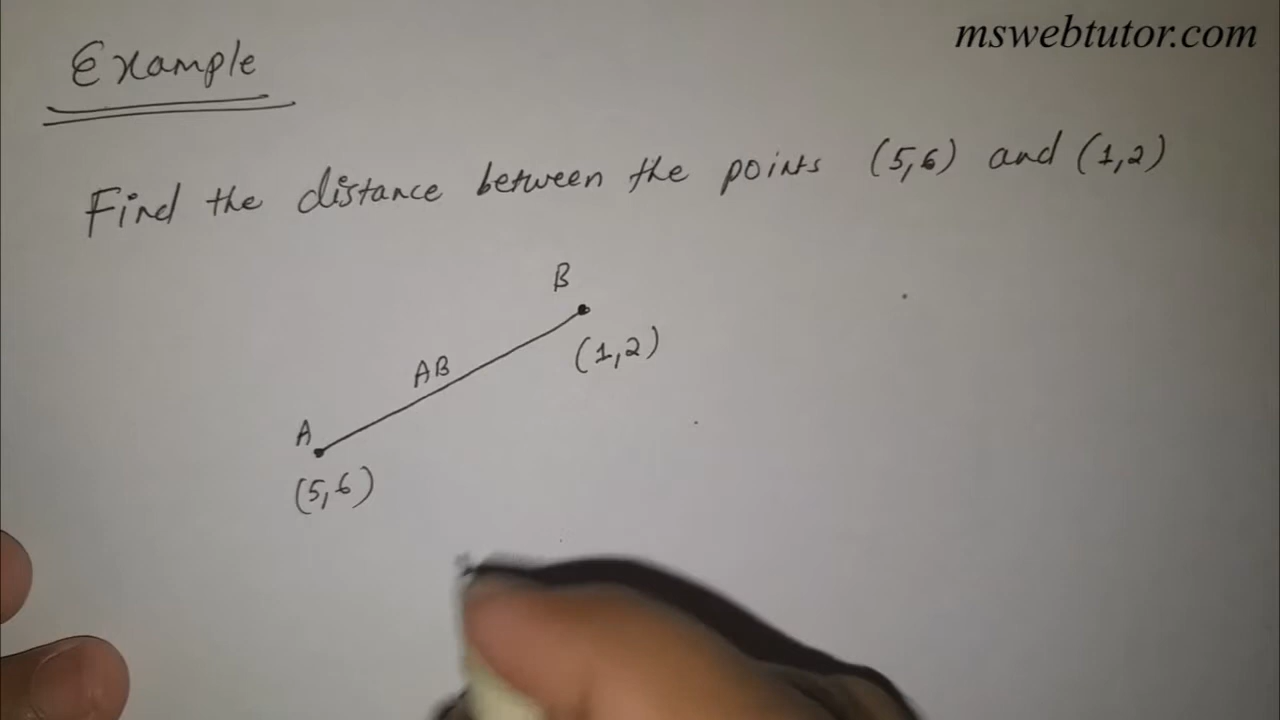 mswebtutor.com
Example
Find the distance between the points (5,6) and (1,2)
B
(1,2)
AB
A
(5,6)